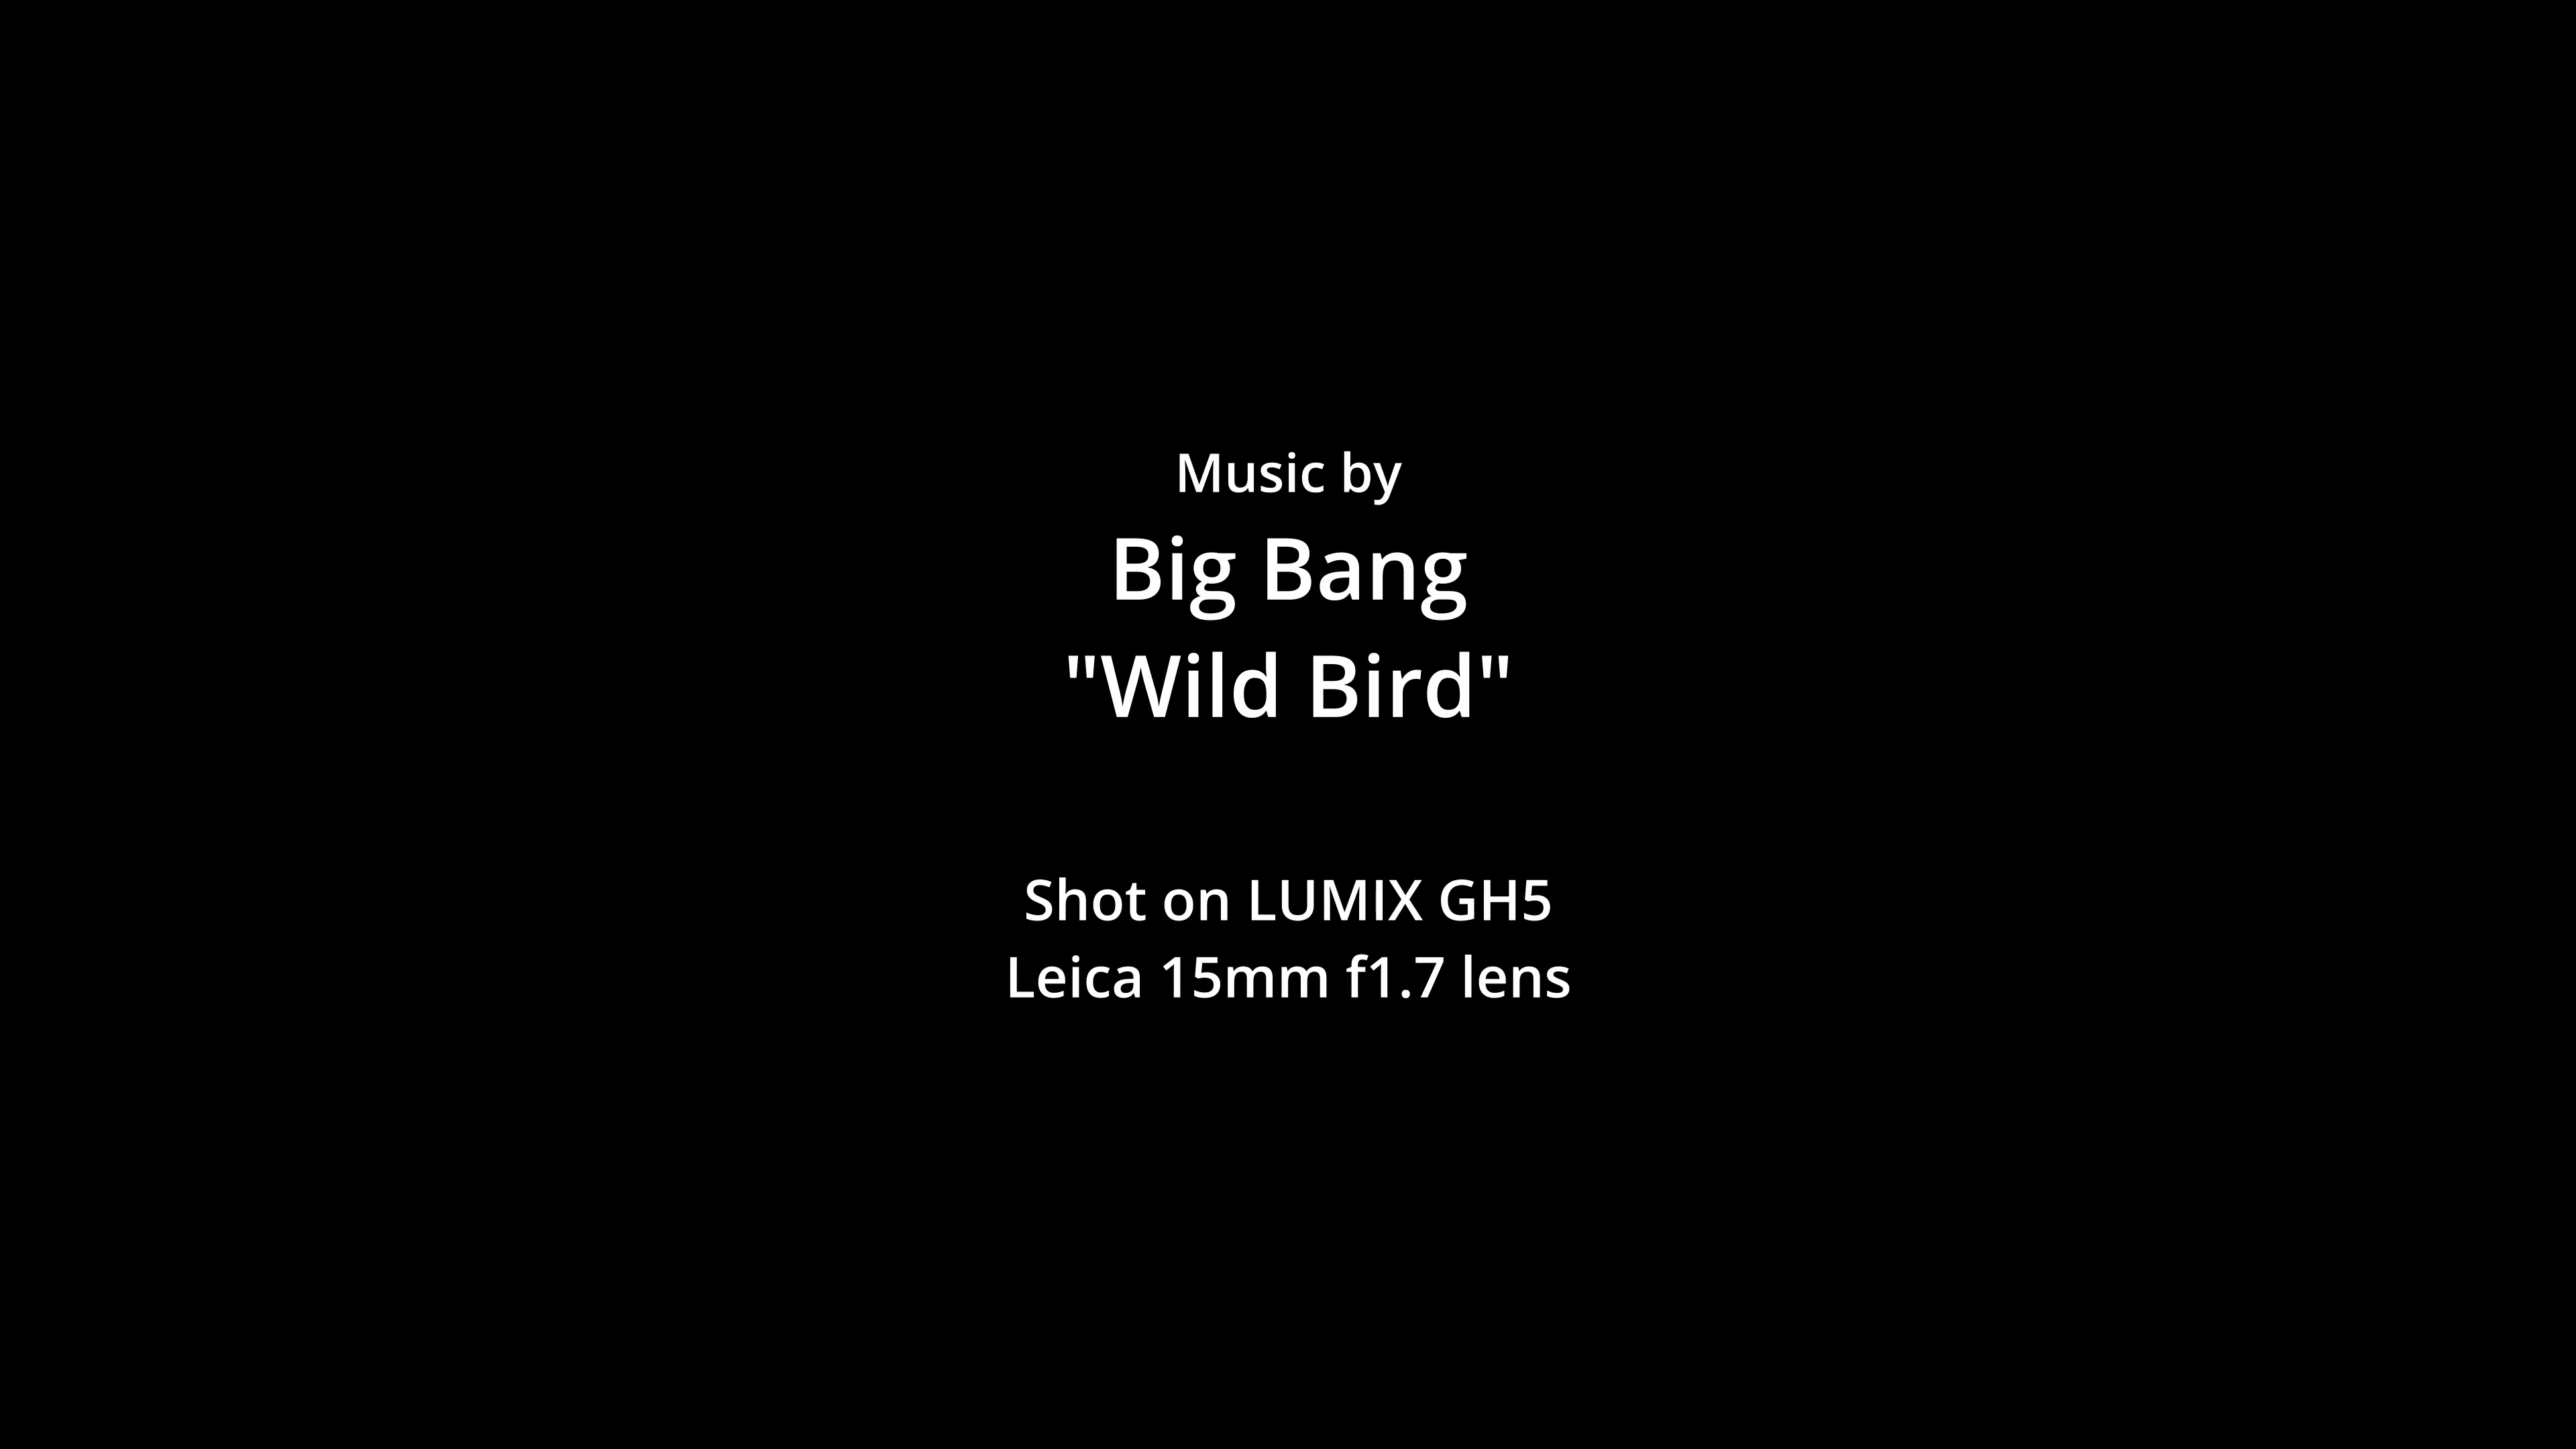 Music by
Big Bang
"Wild Bird"
Shot on LUMIX GH5
Leica 15mm f1.7 lens